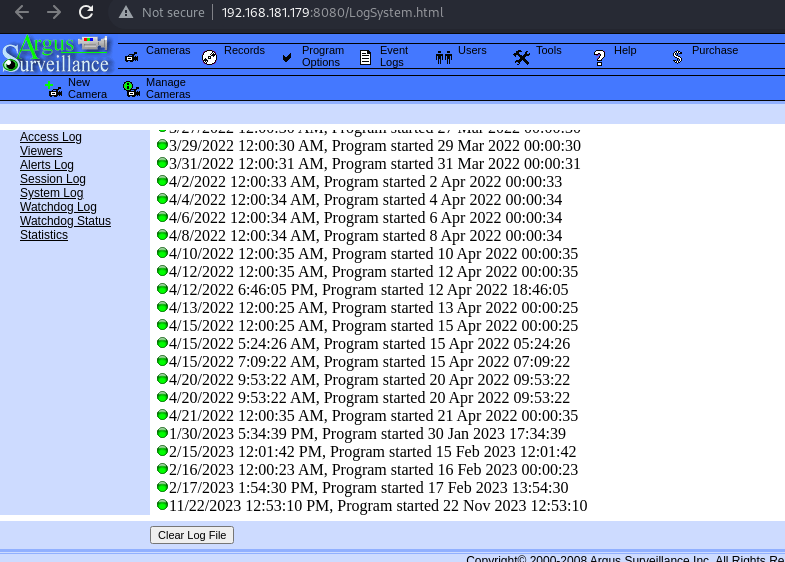 Not secure | 192.168.181.179:8080/LogSystem.html
Argus Surveillance
Cameras
Records
Program Options
Event Logs
Users
Tools
Help
Purchase
New Camera
Manage Cameras
Access Log
Viewers
Alerts Log
Session Log
System Log
Watchdog Log
Watchdog Status
Statistics
3/27/2022 12:00:30 AM, Program started 27 Mar 2022 00:00:30
3/29/2022 12:00:30 AM, Program started 29 Mar 2022 00:00:30
3/31/2022 12:00:31 AM, Program started 31 Mar 2022 00:00:31
4/2/2022 12:00:33 AM, Program started 2 Apr 2022 00:00:33
4/4/2022 12:00:34 AM, Program started 4 Apr 2022 00:00:34
4/6/2022 12:00:34 AM, Program started 6 Apr 2022 00:00:34
4/8/2022 12:00:34 AM, Program started 8 Apr 2022 00:00:34
4/10/2022 12:00:35 AM, Program started 10 Apr 2022 00:00:35
4/12/2022 12:00:35 AM, Program started 12 Apr 2022 00:00:35
4/12/2022 6:46:05 PM, Program started 12 Apr 2022 18:46:05
4/13/2022 12:00:25 AM, Program started 13 Apr 2022 00:00:25
4/15/2022 12:00:25 AM, Program started 15 Apr 2022 00:00:25
4/15/2022 5:24:26 AM, Program started 15 Apr 2022 05:24:26
4/15/2022 7:09:22 AM, Program started 15 Apr 2022 07:09:22
4/20/2022 9:53:22 AM, Program started 20 Apr 2022 09:53:22
4/20/2022 9:53:22 AM, Program started 20 Apr 2022 09:53:22
4/21/2022 12:00:35 AM, Program started 21 Apr 2022 00:00:35
1/30/2023 5:34:39 PM, Program started 30 Jan 2023 17:34:39
2/15/2023 12:01:42 PM, Program started 15 Feb 2023 12:01:42
2/16/2023 12:00:23 AM, Program started 16 Feb 2023 00:00:23
2/17/2023 1:54:30 PM, Program started 17 Feb 2023 13:54:30
11/22/2023 12:53:10 PM, Program started 22 Nov 2023 12:53:10
Clear Log File
Copyright© 2000-2008 Argus Surveillance Inc. All Rights Re